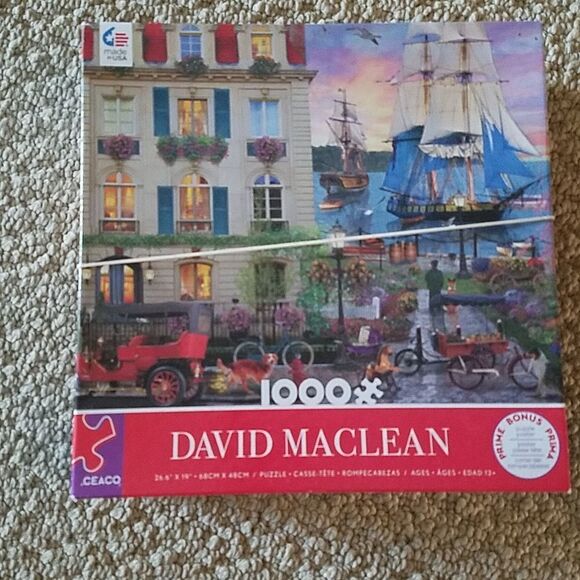 made
in USA
1000
DAVID MACLEAN
26.6" X 19" • 68CM X 48CM / PUZZLE • CASSE-TÊTE • ROMPECABEZAS / AGES • ÂGES • EDAD 12+
CEACO
PRIME BONUS PRIMA